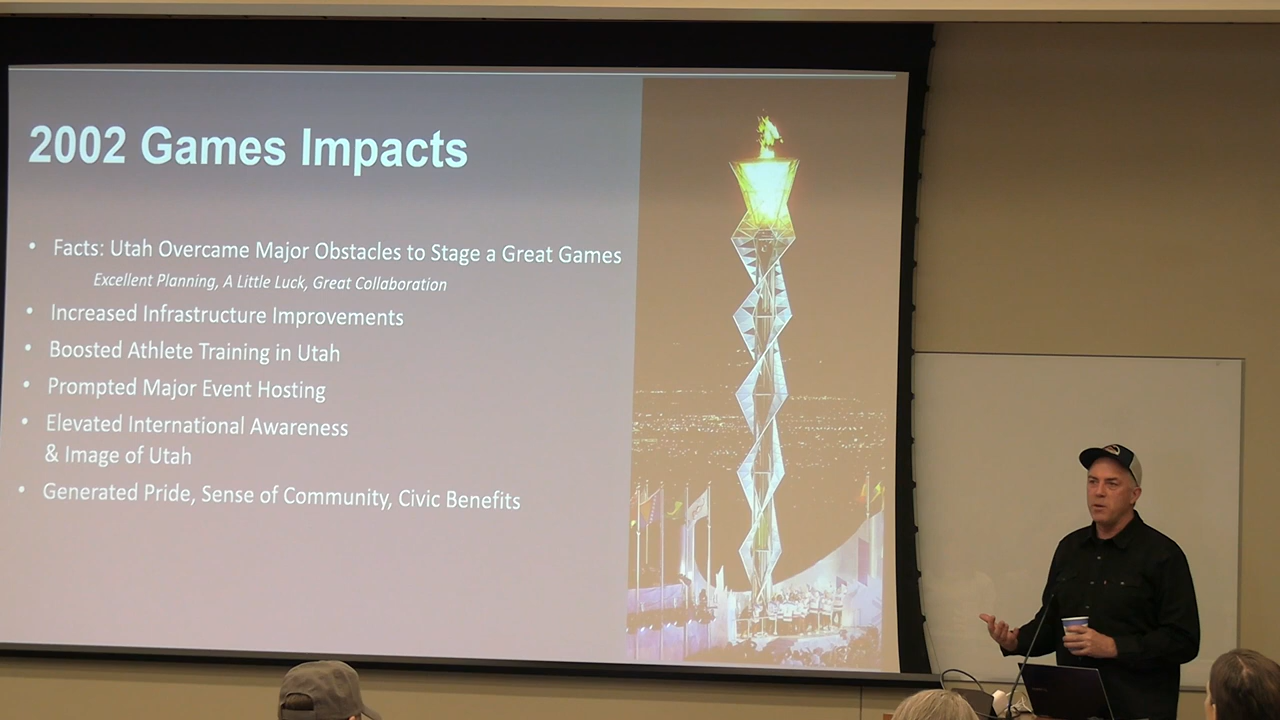 2002 Games Impacts
• Facts: Utah Overcame Major Obstacles to Stage a Great Games
Excellent Planning, A Little Luck, Great Collaboration
• Increased Infrastructure Improvements
• Boosted Athlete Training in Utah
• Prompted Major Event Hosting
• Elevated International Awareness
& Image of Utah
• Generated Pride, Sense of Community, Civic Benefits